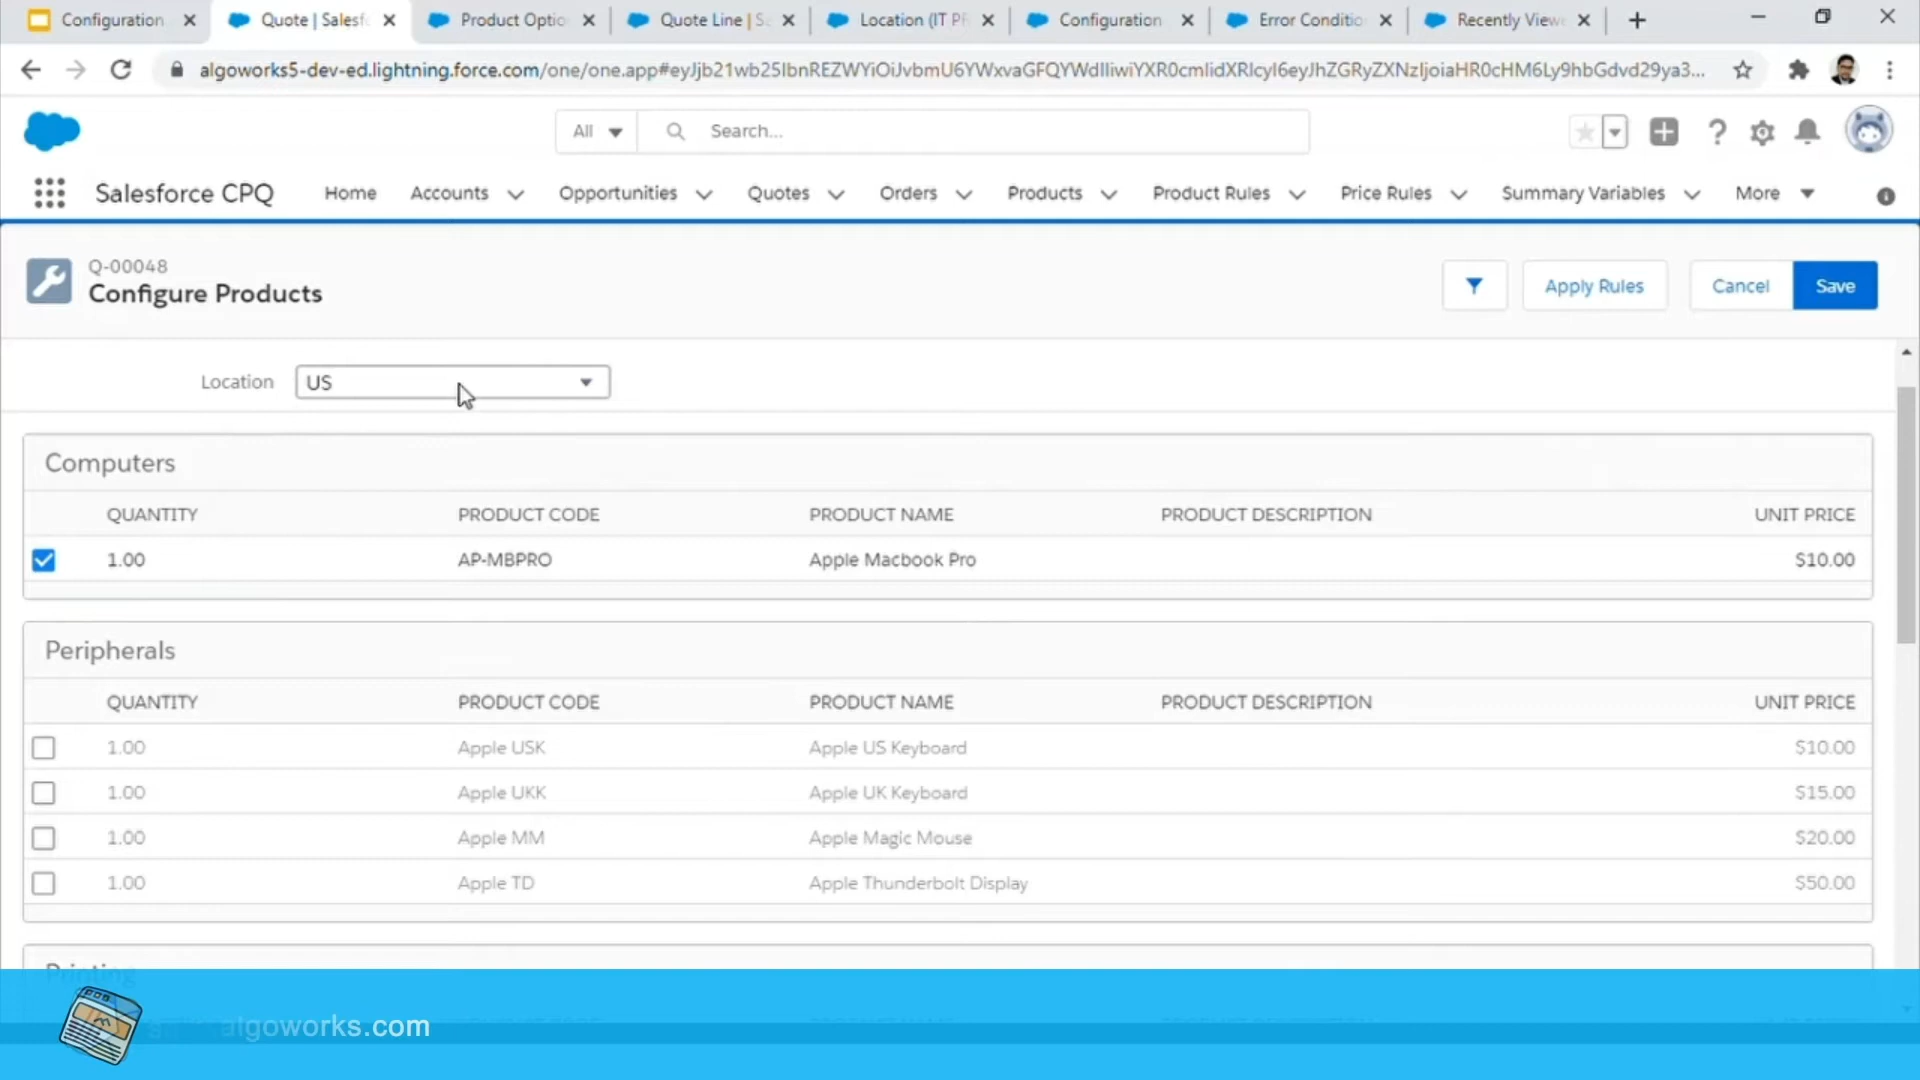 Configuration
Quote | Salesf
Product Optio
Quote Line | S
Location (IT P
Configuration
Error Conditio
Recently View
algoworks5-dev-ed.lightning.force.com/one/one.app#
All
Search...
Salesforce CPQ
Home
Accounts
Opportunities
Quotes
Orders
Products
Product Rules
Price Rules
Summary Variables
More
Q-00048
Configure Products
Apply Rules
Cancel
Save
Location
US
Computers
QUANTITY PRODUCT CODE PRODUCT NAME PRODUCT DESCRIPTION UNIT PRICE
1.00 AP-MBPRO Apple Macbook Pro $10.00
Peripherals
QUANTITY PRODUCT CODE PRODUCT NAME PRODUCT DESCRIPTION UNIT PRICE
1.00 Apple USK Apple US Keyboard $10.00
1.00 Apple UKK Apple UK Keyboard $15.00
1.00 Apple MM Apple Magic Mouse $20.00
1.00 Apple TD Apple Thunderbolt Display $50.00
Printing
algoworks.com